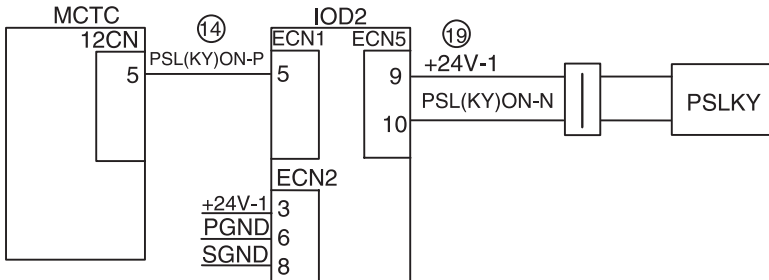 MCTC
14
IOD2
12CN
ECN1
ECN5
19
PSL(KY)ON-P
+24V-1
5
5
9
PSL(KY)ON-N
PSLKY
10
ECN2
+24V-1
3
PGND
6
SGND
8